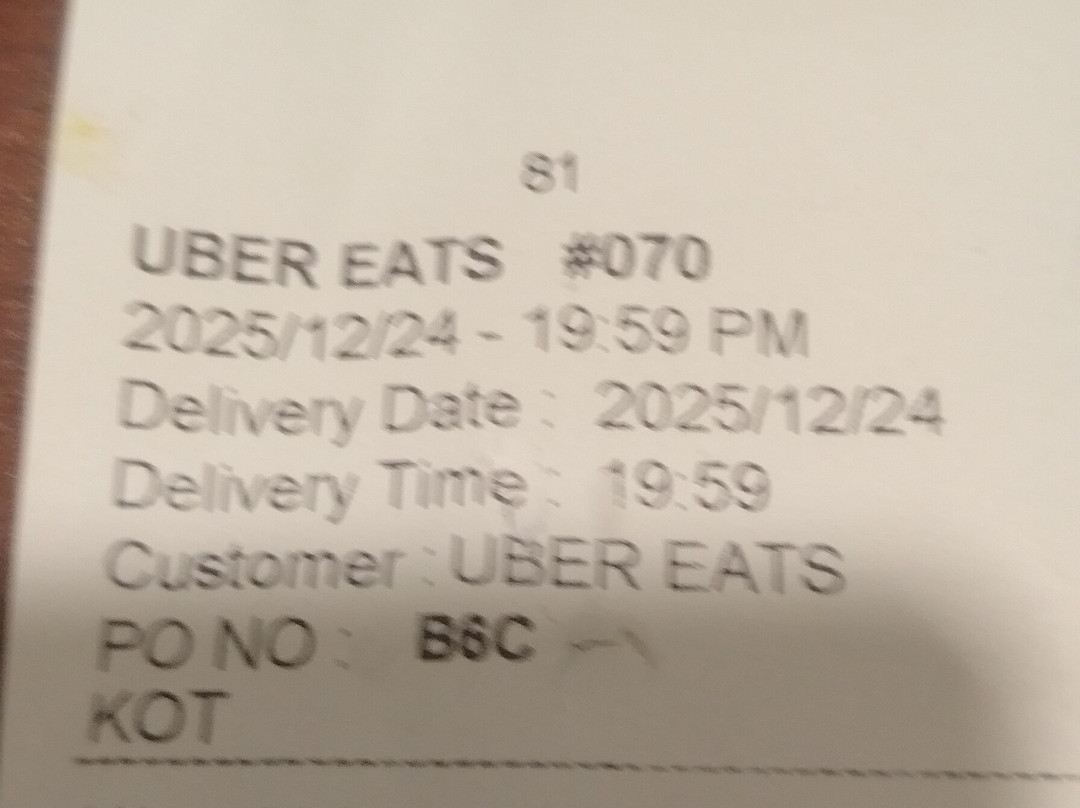 S1
UBER EATS #070
2025/12/24 - 19:59 PM
Delivery Date : 2025/12/24
Delivery Time : 19:59
Customer : UBER EATS
PO NO : B6C
KOT